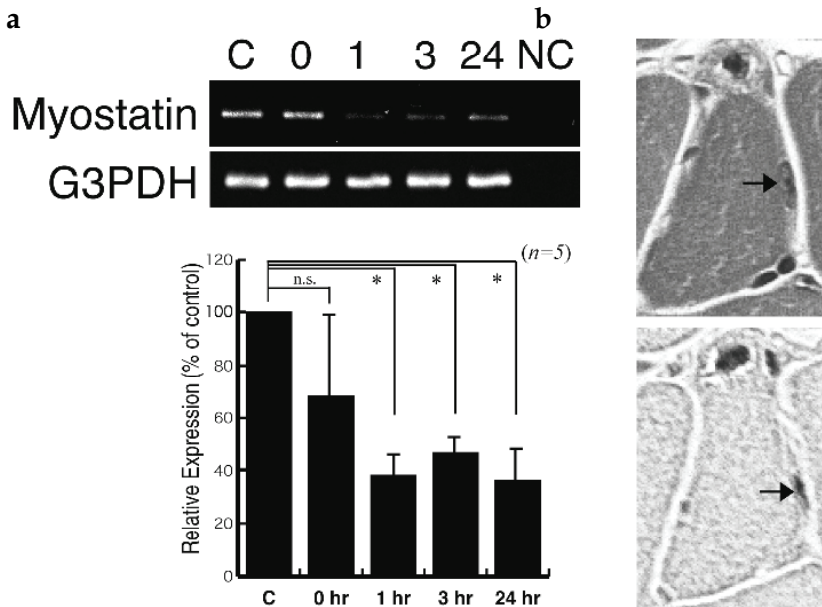 a
b
C 0 1 3 24 NC
Myostatin
G3PDH
(n=5)
n.s. * * *
Relative Expression (% of control)
120
100
80
60
40
20
0
C 0 hr 1 hr 3 hr 24 hr